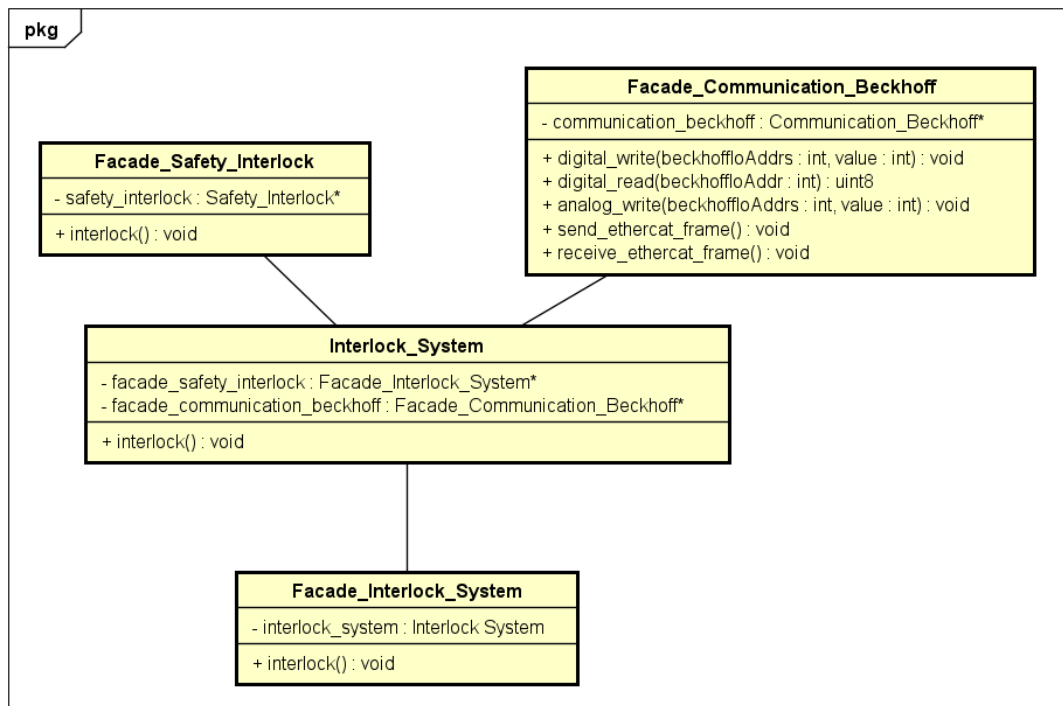 pkg
Facade_Communication_Beckhoff
- communication_beckhoff : Communication_Beckhoff*
+ digital_write(beckhoffIoAddrs : int, value : int) : void
+ digital_read(beckhoffIoAddr : int) : uint8
+ analog_write(beckhoffIoAddrs : int, value : int) : void
+ send_ethercat_frame() : void
+ receive_ethercat_frame() : void
Facade_Safety_Interlock
- safety_interlock : Safety_Interlock*
+ interlock() : void
Interlock_System
- facade_safety_interlock : Facade_Interlock_System*
- facade_communication_beckhoff : Facade_Communication_Beckhoff*
+ interlock() : void
Facade_Interlock_System
- interlock_system : Interlock System
+ interlock() : void